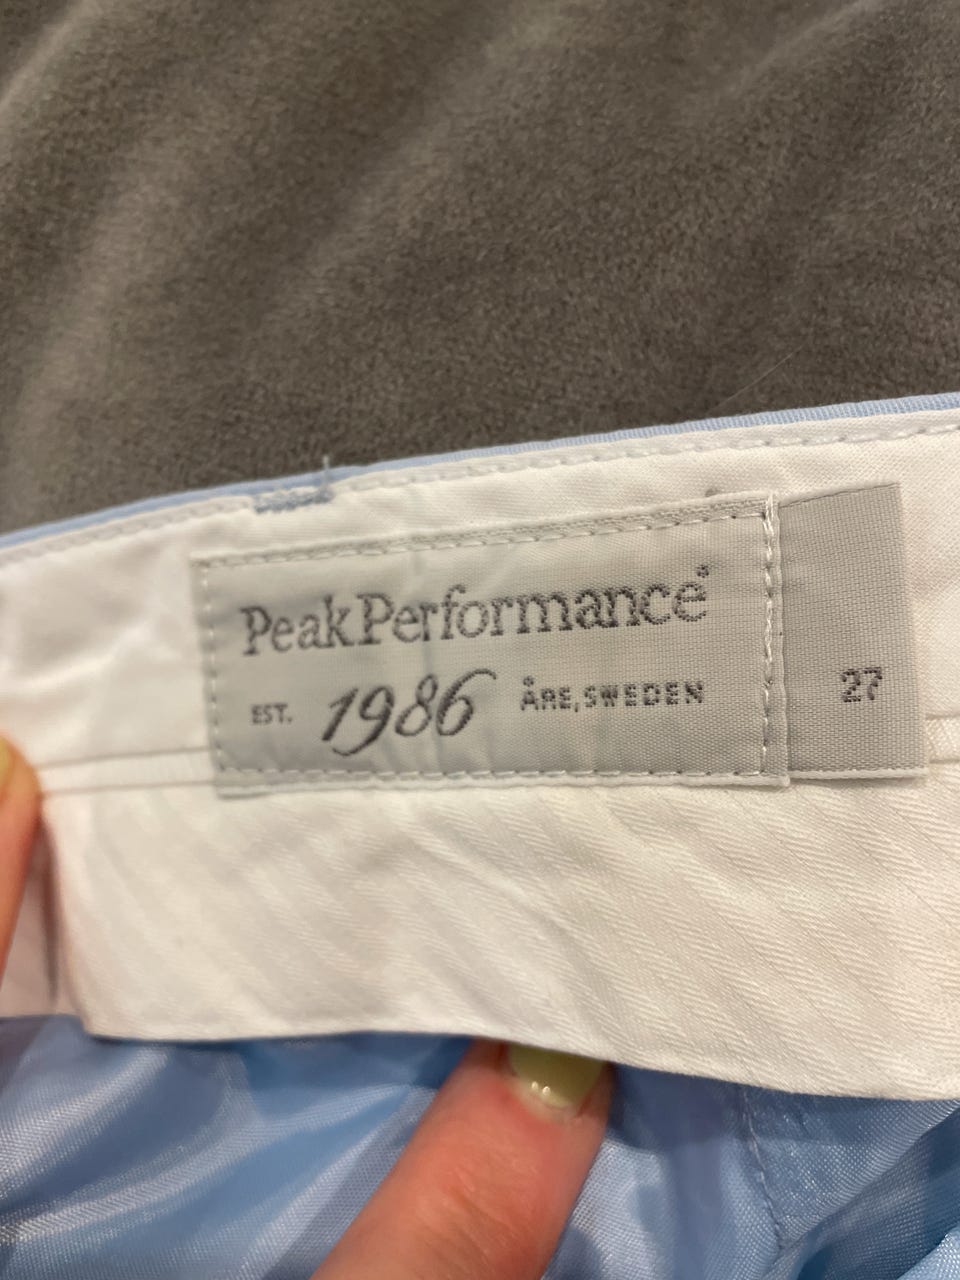 PeakPerformance®
EST. 1986 ÅRE, SWEDEN
27